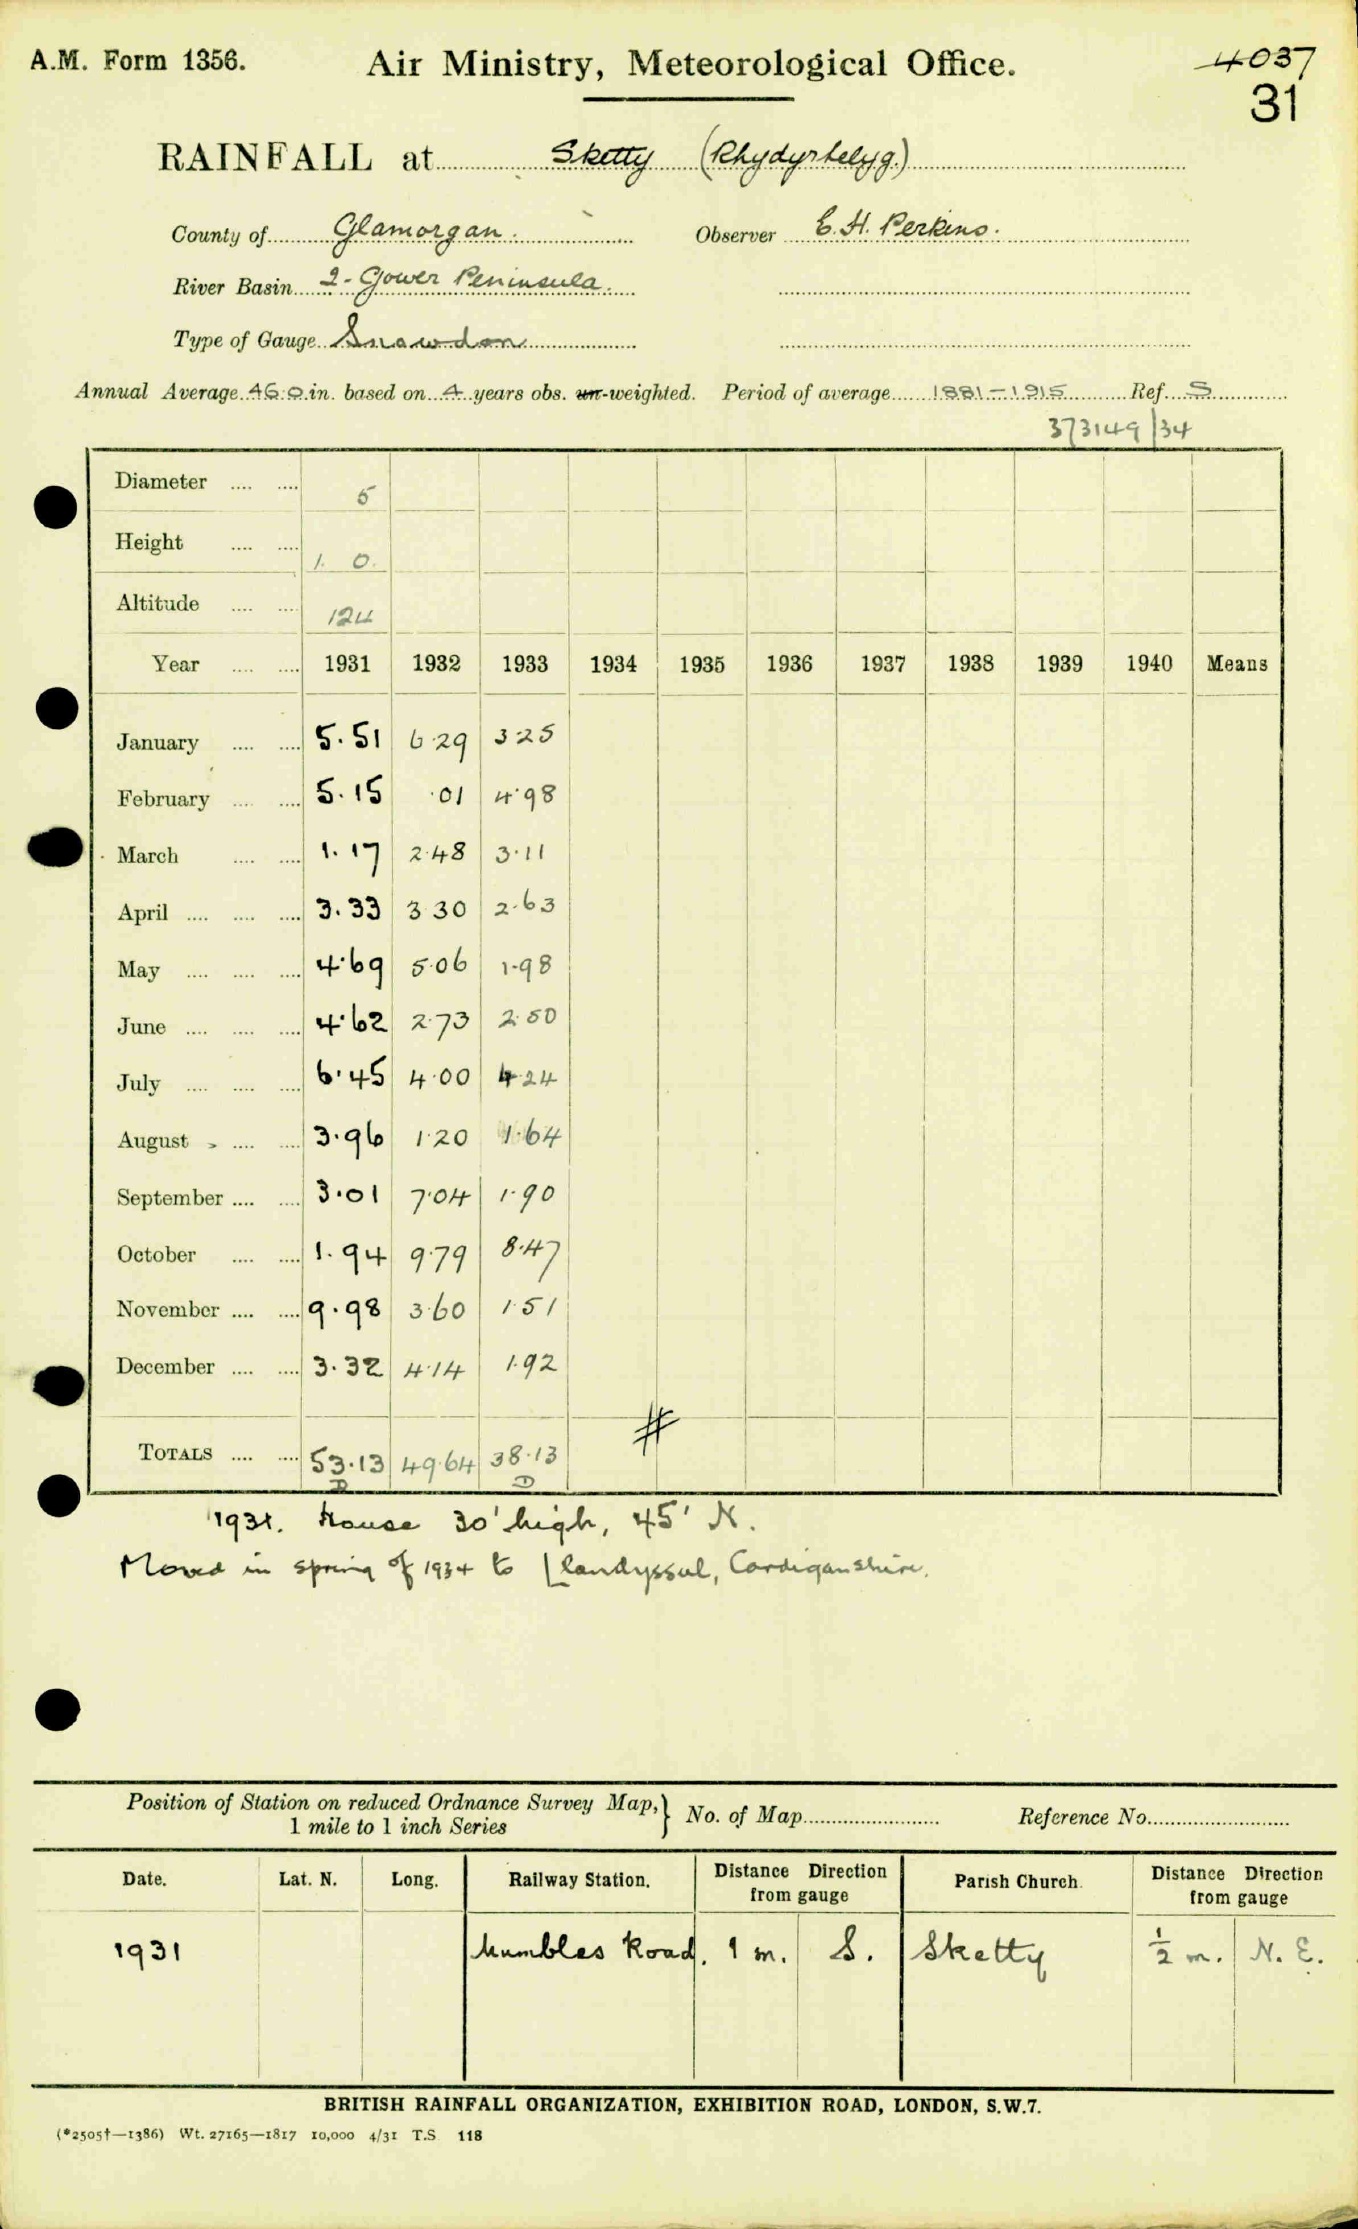 A.M. Form 1356.
Air Ministry, Meteorological Office.
4037
31
RAINFALL at Sketty (Rhydyrhelyg.)
County of Glamorgan. Observer E. H. Perkins.
River Basin 2 - Gower Peninsula.
Type of Gauge Snowdon
Annual Average 46.0 in. based on 4 years obs. un-weighted. Period of average 1881-1915 Ref. S
373149/34
Diameter .... .... 5
Height .... .... 1. 0.
Altitude .... .... 124
Year .... .... 1931 1932 1933 1934 1935 1936 1937 1938 1939 1940 Means
January .... .... 5.51 6.29 3.25
February .... .... 5.15 .01 4.98
March .... .... 1.17 2.48 3.11
April .... .... .... 3.33 3.30 2.63
May .... .... .... 4.69 5.06 1.98
June .... .... .... 4.62 2.73 2.50
July .... .... .... 6.45 4.00 4.24
August .... .... 3.96 1.20 1.64
September .... .... 3.01 7.04 1.90
October .... .... 1.94 9.79 8.47
November .... .... 9.98 3.60 1.51
December .... .... 3.32 4.14 1.92
#
TOTALS .... .... 53.13 49.64 38.13
D D
1931. House 30' high, 45' N.
Moved in spring of 1934 to Llandyssul, Cardiganshire.
Position of Station on reduced Ordnance Survey Map, } No. of Map Reference No.
1 mile to 1 inch Series
Date. Lat. N. Long. Railway Station. Distance Direction from gauge Parish Church. Distance Direction from gauge
1931 Mumbles Road. 1 m. S. Sketty ½ m. N. E.
BRITISH RAINFALL ORGANIZATION, EXHIBITION ROAD, LONDON, S.W.7.
(*2505†—1386) Wt. 27165—1817 10,000 4/31 T.S 118